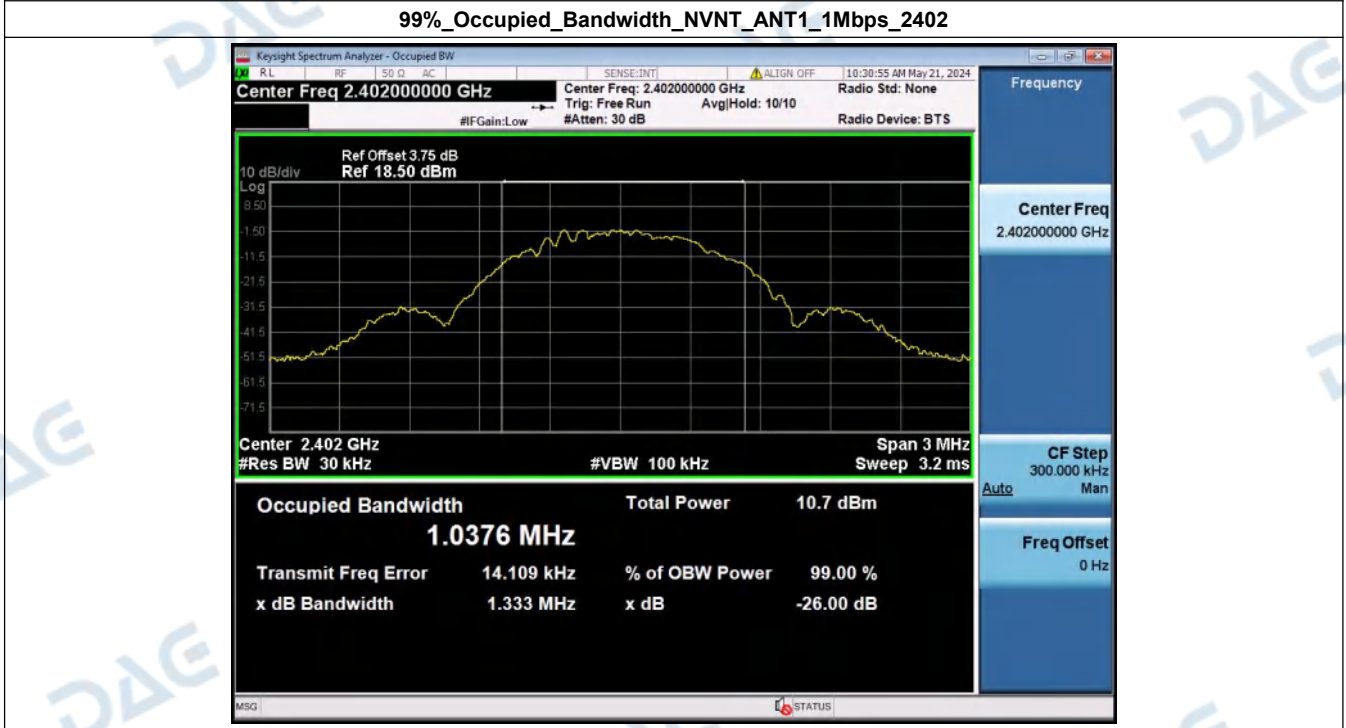 99%_Occupied_Bandwidth_NVNT_ANT1_1Mbps_2402
Keysight Spectrum Analyzer - Occupied BW
RL RF 50 Ω AC SENSE:INT ALIGN OFF 10:30:55 AM May 21, 2024
Center Freq 2.402000000 GHz
Center Freq: 2.402000000 GHz Radio Std: None
Trig: Free Run Avg|Hold: 10/10
#IFGain:Low #Atten: 30 dB Radio Device: BTS
Ref Offset 3.75 dB
10 dB/div Ref 18.50 dBm
Log
8.50
-1.50
-11.5
-21.5
-31.5
-41.5
-51.5
-61.5
-71.5
Center 2.402 GHz Span 3 MHz
#Res BW 30 kHz #VBW 100 kHz Sweep 3.2 ms
Occupied Bandwidth Total Power 10.7 dBm
1.0376 MHz
Transmit Freq Error 14.109 kHz % of OBW Power 99.00 %
x dB Bandwidth 1.333 MHz x dB -26.00 dB
MSG STATUS
Frequency
Center Freq
2.402000000 GHz
CF Step
300.000 kHz
Auto Man
Freq Offset
0 Hz
DAG
DAG
DAG
DAG